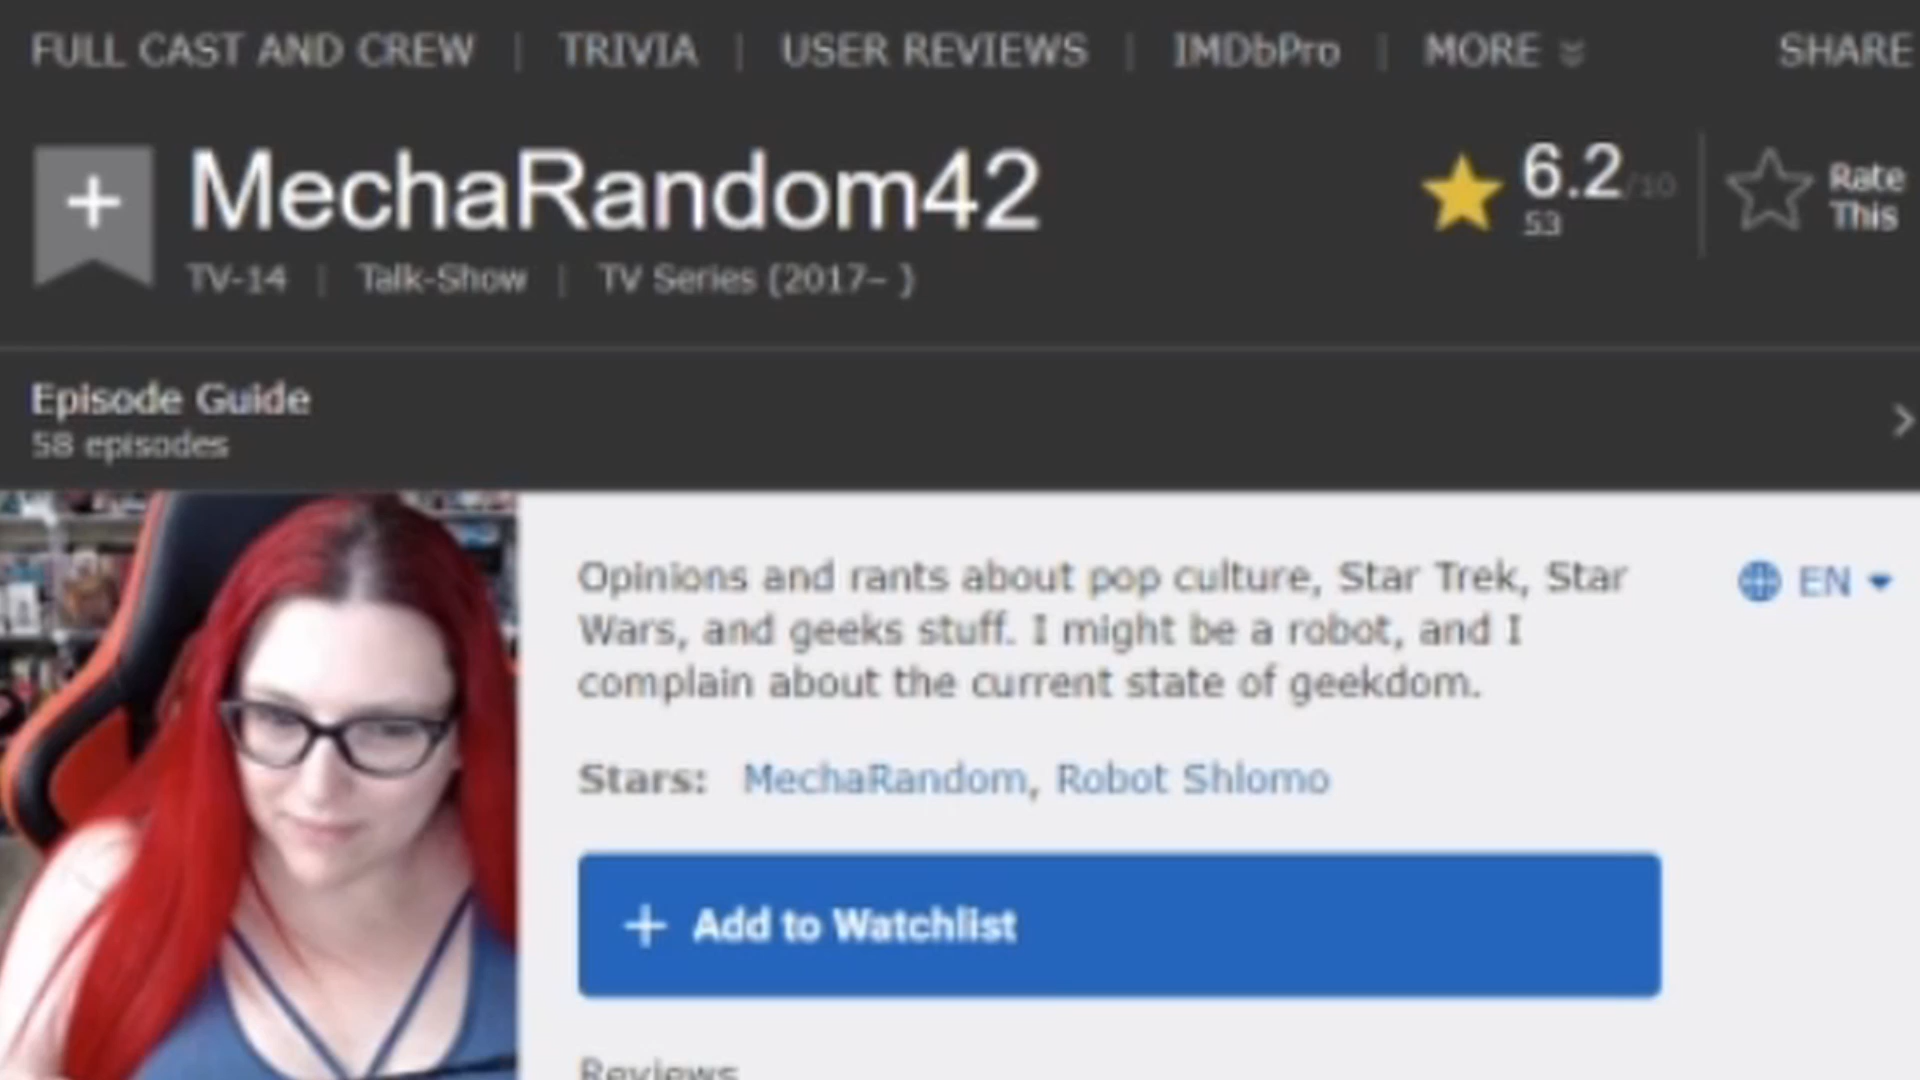 FULL CAST AND CREW | TRIVIA | USER REVIEWS | IMDbPro | MORE SHARE
+ MechaRandom42 6.2/10 Rate
53 This
TV-14 | Talk-Show | TV Series (2017– )
Episode Guide
58 episodes
Opinions and rants about pop culture, Star Trek, Star EN
Wars, and geeks stuff. I might be a robot, and I
complain about the current state of geekdom.
Stars: MechaRandom, Robot Shlomo
+ Add to Watchlist
Reviews